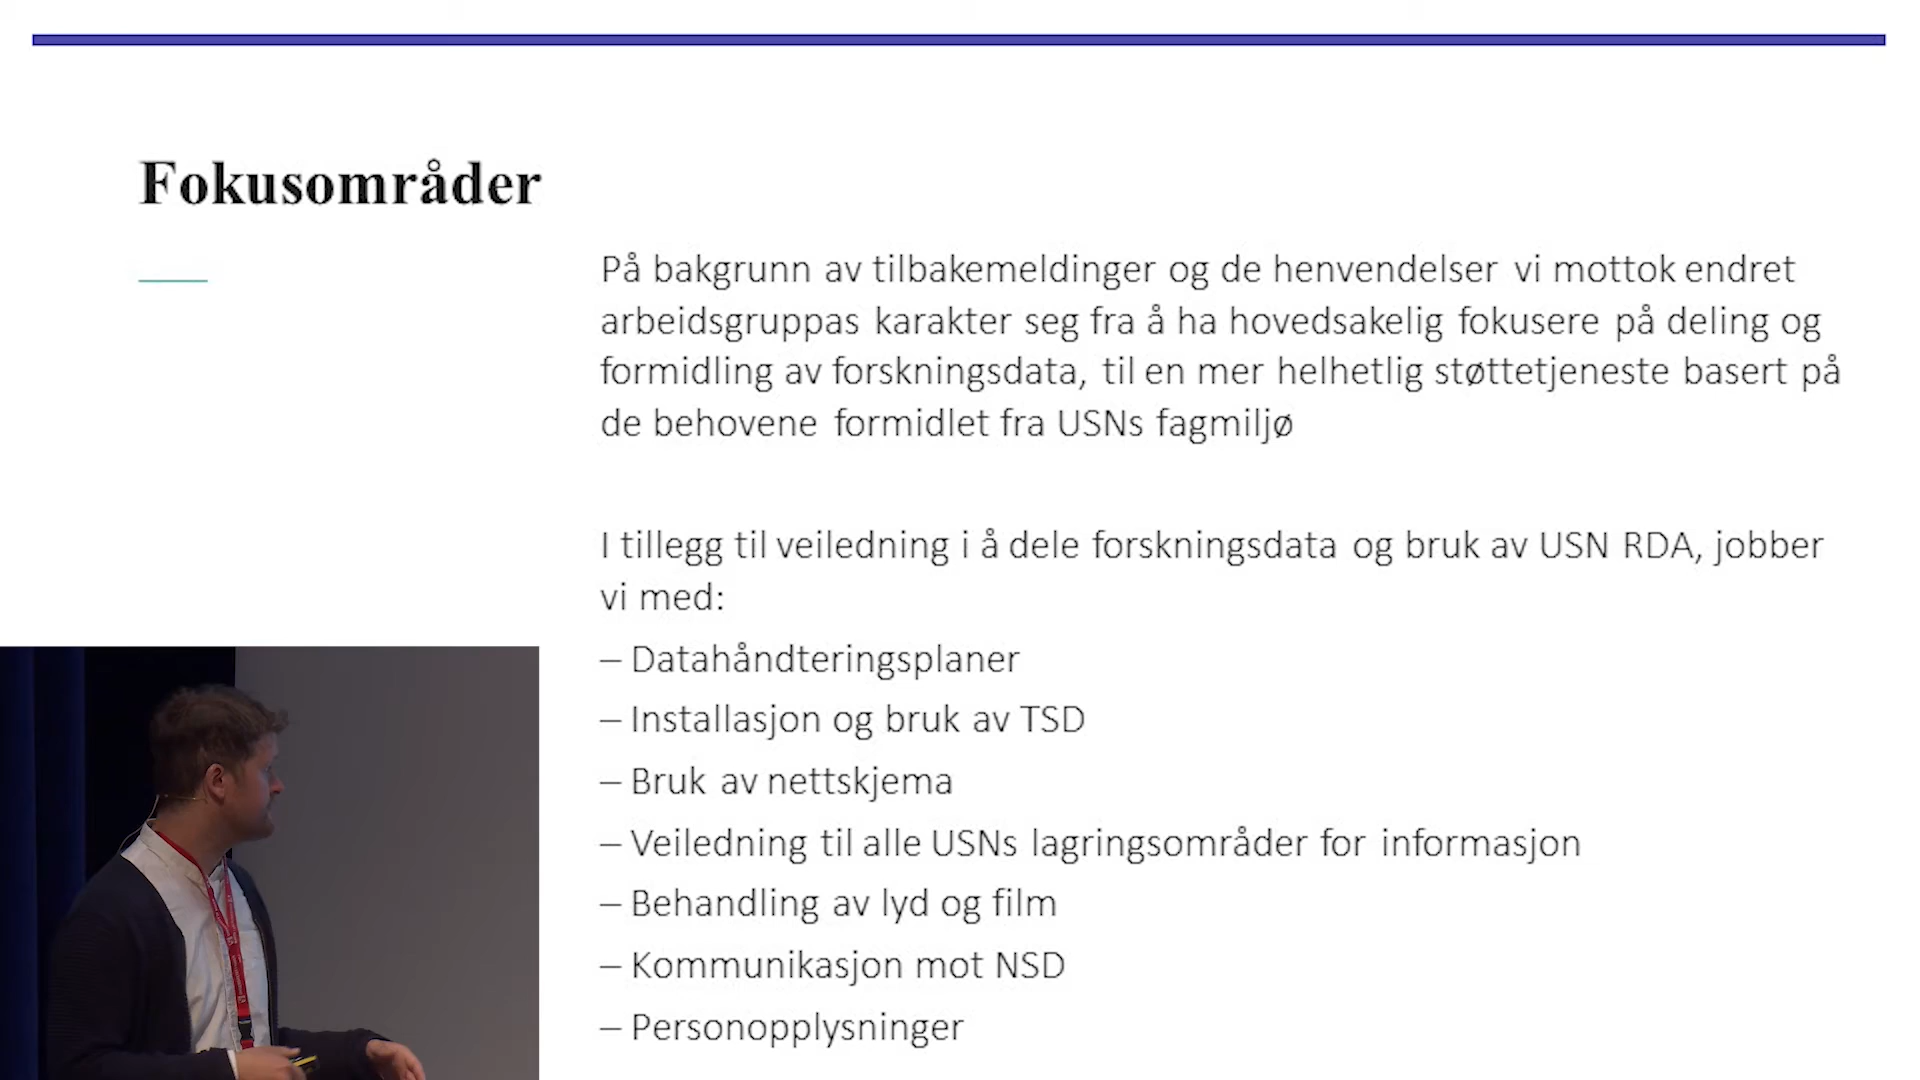 Fokusområder
På bakgrunn av tilbakemeldinger og de henvendelser vi mottok endret
arbeidsgruppas karakter seg fra å ha hovedsakelig fokusere på deling og
formidling av forskningsdata, til en mer helhetlig støttetjeneste basert på
de behovene formidlet fra USNs fagmiljø
I tillegg til veiledning i å dele forskningsdata og bruk av USN RDA, jobber
vi med:
– Datahåndteringsplaner
– Installasjon og bruk av TSD
– Bruk av nettskjema
– Veiledning til alle USNs lagringsområder for informasjon
– Behandling av lyd og film
– Kommunikasjon mot NSD
– Personopplysninger